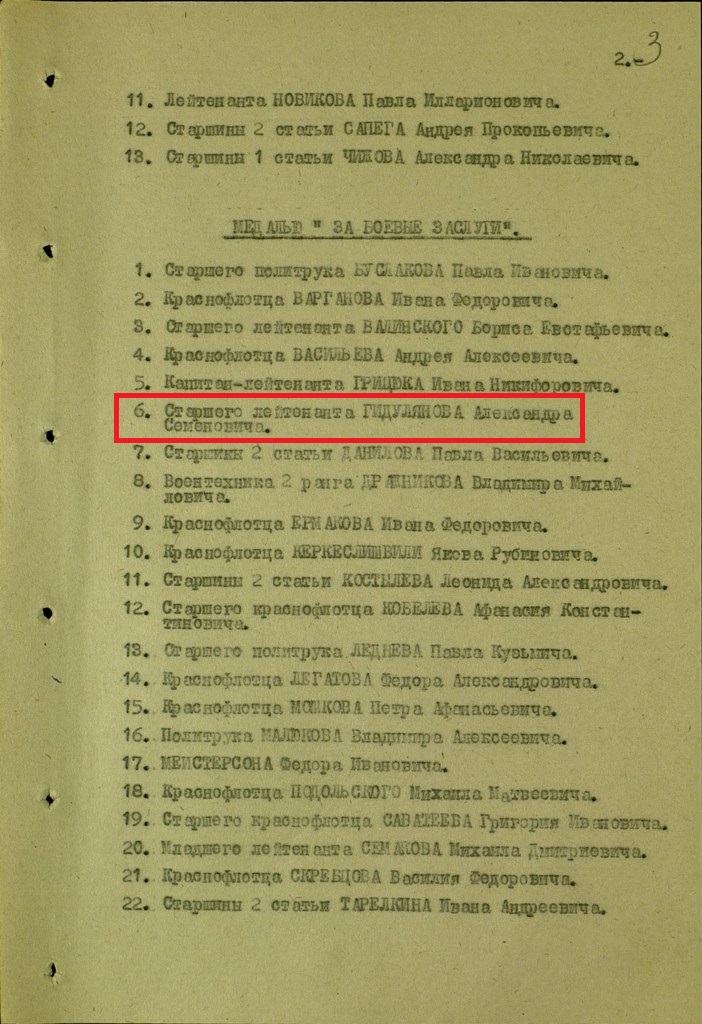 2.-3
11. Лейтенанта НОВИКОВА Павла Илларионовича.
12. Старшины 2 статьи САПЕГА Андрея Прокопьевича.
13. Старшины 1 статьи ЧИЖОВА Александра Николаевича.
МЕДАЛЬЮ " ЗА БОЕВЫЕ ЗАСЛУГИ".
1. Старшего политрука БУСЛАКОВА Павла Ивановича.
2. Краснофлотца ВАРГАНОВА Ивана Федоровича.
3. Старшего лейтенанта ВАЛИНСКОГО Бориса Евстафьевича.
4. Краснофлотца ВАСИЛЬЕВА Андрея Алексеевича.
5. Капитан-лейтенанта ГРИЦЮКА Ивана Никифоровича.
6. Старшего лейтенанта ГИДУЛЯНОВА Александра
Семеновича.
7. Старшины 2 статьи ДАНИЛОВА Павла Васильевича.
8. Воентехника 2 ранга ДРАЖНИКОВА Владимира Михай-
ловича.
9. Краснофлотца ЕРМАКОВА Ивана Федоровича.
10. Краснофлотца КЕРКЕСЛИШВИЛИ Якова Рубиновича.
11. Старшины 2 статьи КОСТЫЛЕВА Леонида Александровича.
12. Старшего краснофлотца КОБЕЛЕВА Афанасия Констан-
тиновича.
13. Старшего политрука ЛЕДНЕВА Павла Кузьмича.
14. Краснофлотца ЛЕГАТОВА Федора Александровича.
15. Краснофлотца МОШКОВА Петра Афанасьевича.
16. Политрука МАЛЮКОВА Владимира Алексеевича.
17. МЕЙСТЕРСОНА Федора Ивановича.
18. Краснофлотца ПОДОЛЬСКОГО Михаила Матвеевича.
19. Старшего краснофлотца САВАТЕЕВА Григория Ивановича.
20. Младшего лейтенанта СЕМАКОВА Михаила Дмитриевича.
21. Краснофлотца СКРЕБЦОВА Василия Федоровича.
22. Старшины 2 статьи ТАРЕЛКИНА Ивана Андреевича.